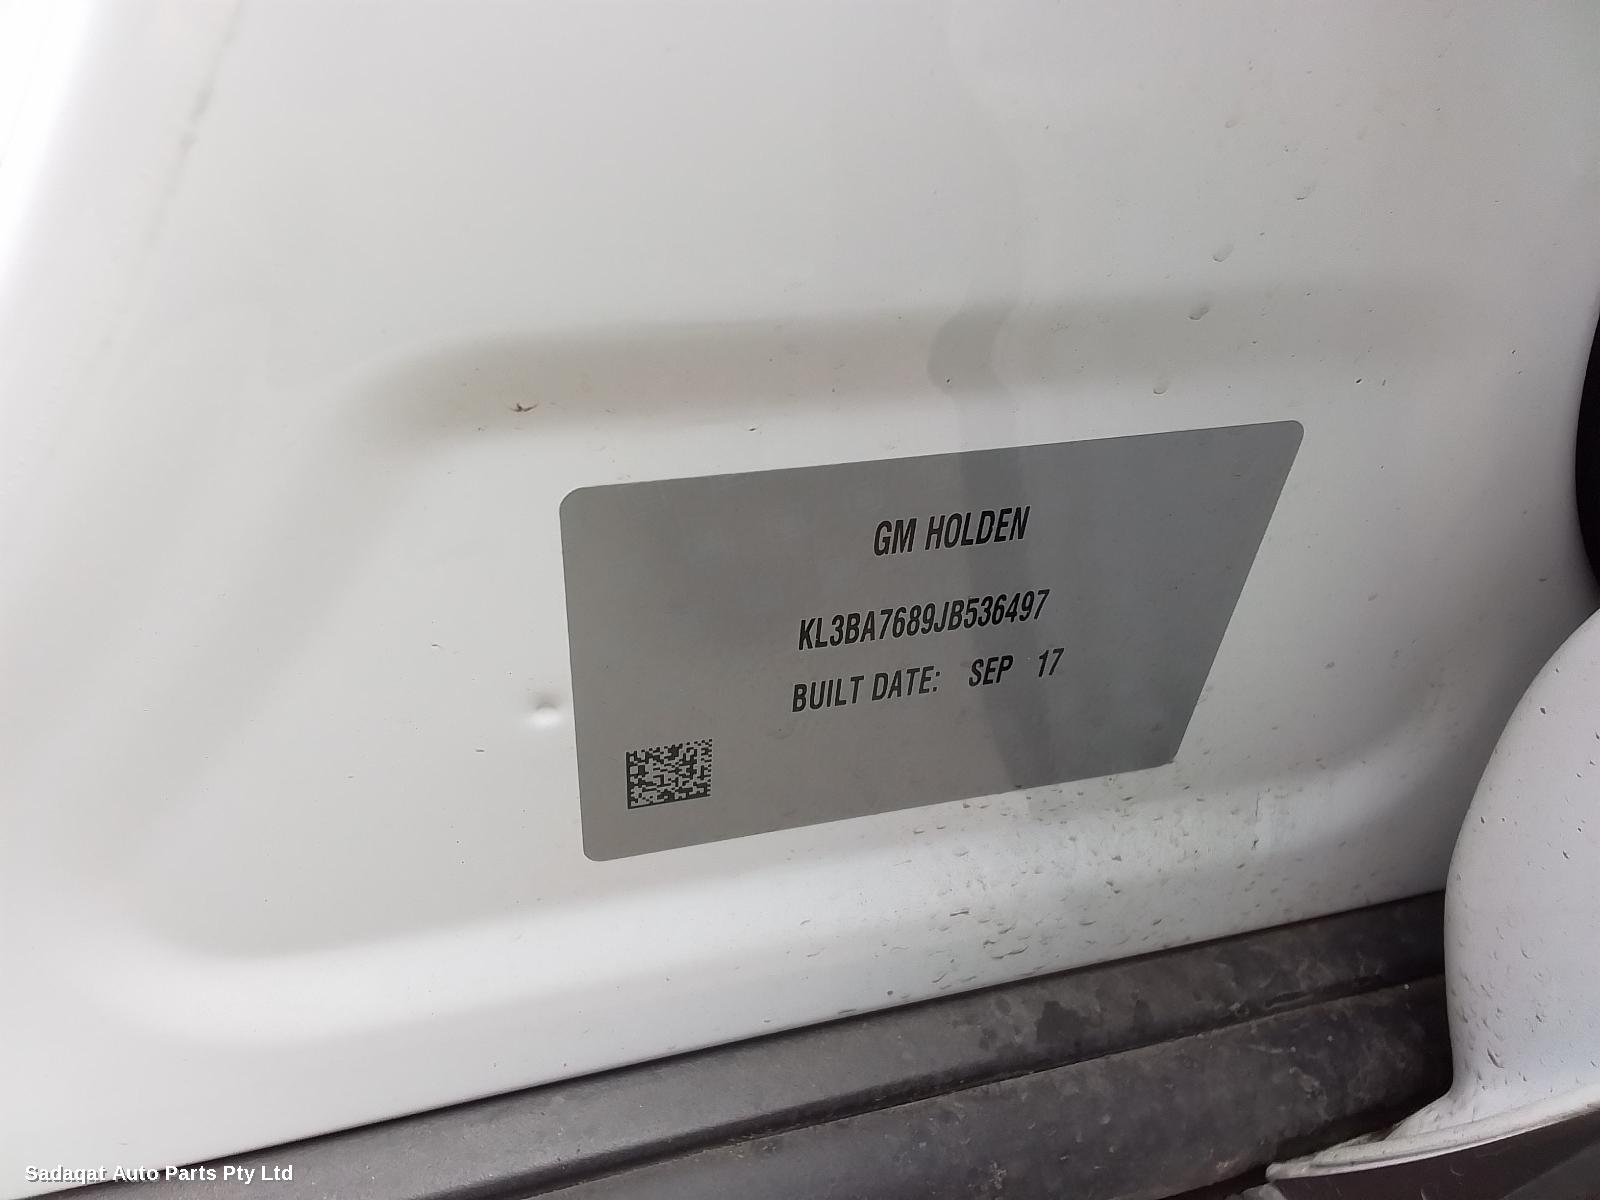 GM HOLDEN
KL3BA7689JB536497
BUILT DATE: SEP 17
Sadaqat Auto Parts Pty Ltd